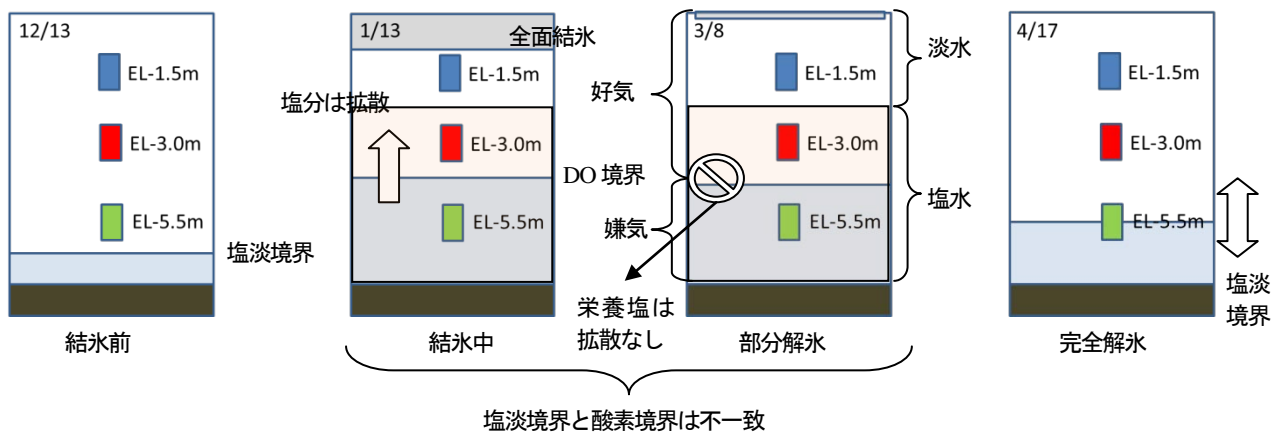 12/13
EL-1.5m
EL-3.0m
EL-5.5m
塩淡境界
結氷前
1/13
全面結氷
EL-1.5m
塩分は拡散
EL-3.0m
EL-5.5m
結氷中
3/8
好気
EL-1.5m
淡水
EL-3.0m
DO 境界
嫌気
EL-5.5m
塩水
栄養塩は
拡散なし
部分解氷
4/17
EL-1.5m
EL-3.0m
EL-5.5m
塩淡
境界
完全解氷
塩淡境界と酸素境界は不一致